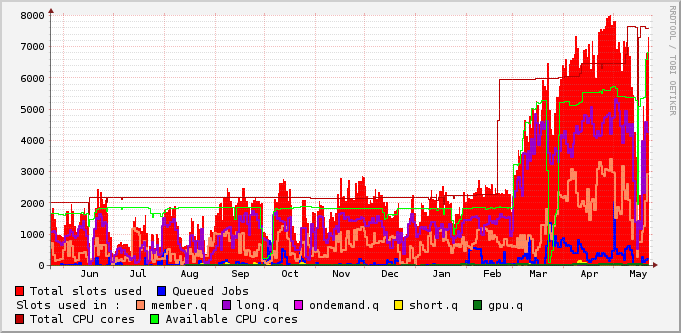 8000
7000
6000
5000
4000
3000
2000
1000
0
Jun Jul Aug Sep Oct Nov Dec Jan Feb Mar Apr May
RRDTOOL / TOBI OETIKER
Total slots used Queued Jobs
Slots used in : member.q long.q ondemand.q short.q gpu.q
Total CPU cores Available CPU cores